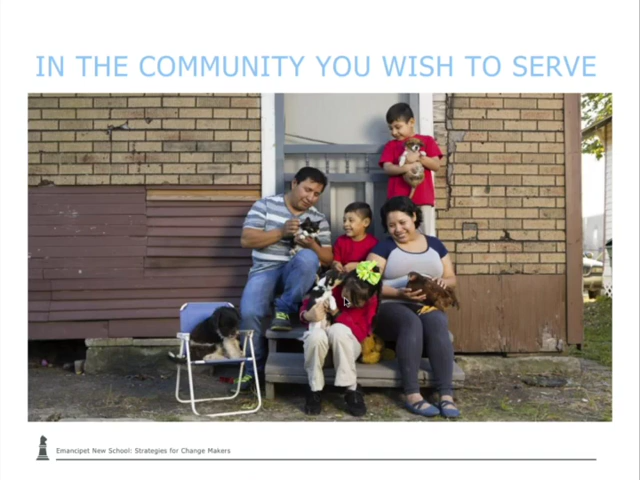 IN THE COMMUNITY YOU WISH TO SERVE
Emancipet New School: Strategies for Change Makers